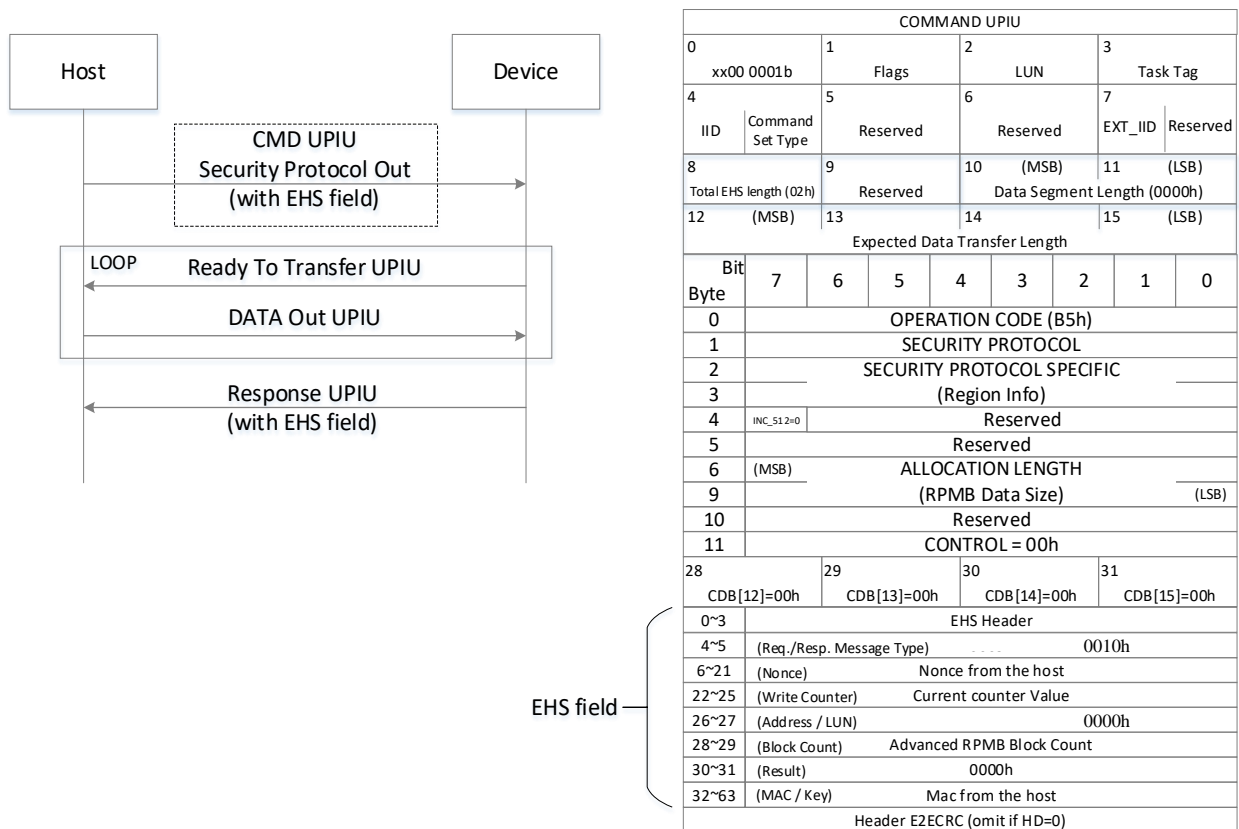 Host
Device
CMD UPIU
Security Protocol Out
(with EHS field)
LOOP
Ready To Transfer UPIU
DATA Out UPIU
Response UPIU
(with EHS field)
COMMAND UPIU
0 1 2 3
xx00 0001b Flags LUN Task Tag
4 5 6 7
IID Command Set Type Reserved Reserved EXT_IID Reserved
8 9 10 (MSB) 11 (LSB)
Total EHS length (02h) Reserved Data Segment Length (0000h)
12 (MSB) 13 14 15 (LSB)
Expected Data Transfer Length
Bit
Byte 7 6 5 4 3 2 1 0
0 OPERATION CODE (B5h)
1 SECURITY PROTOCOL
2 SECURITY PROTOCOL SPECIFIC
3 (Region Info)
4 INC_512=0 Reserved
5 Reserved
6 (MSB) ALLOCATION LENGTH
9 (RPMB Data Size) (LSB)
10 Reserved
11 CONTROL = 00h
28 29 30 31
CDB[12]=00h CDB[13]=00h CDB[14]=00h CDB[15]=00h
EHS field
0~3 EHS Header
4~5 (Req./Resp. Message Type) 0010h
6~21 (Nonce) Nonce from the host
22~25 (Write Counter) Current counter Value
26~27 (Address / LUN) 0000h
28~29 (Block Count) Advanced RPMB Block Count
30~31 (Result) 0000h
32~63 (MAC / Key) Mac from the host
Header E2ECRC (omit if HD=0)